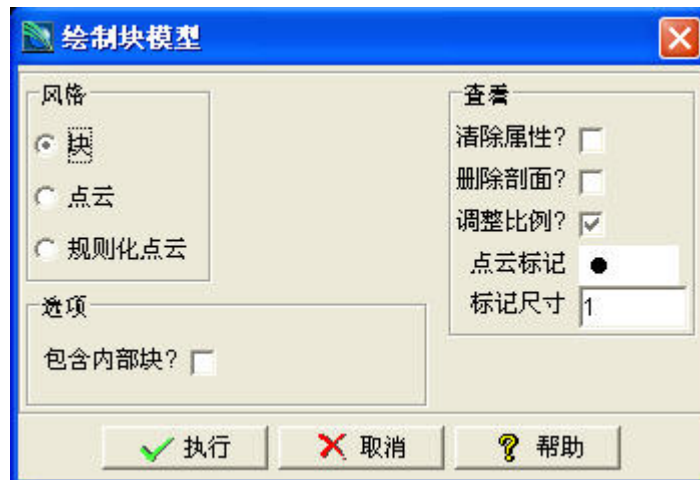 绘制块模型
风格
块
点云
规则化点云
查看
清除属性?
删除剖面?
调整比例?
点云标记
标记尺寸 1
选项
包含内部块?
执行 取消 帮助